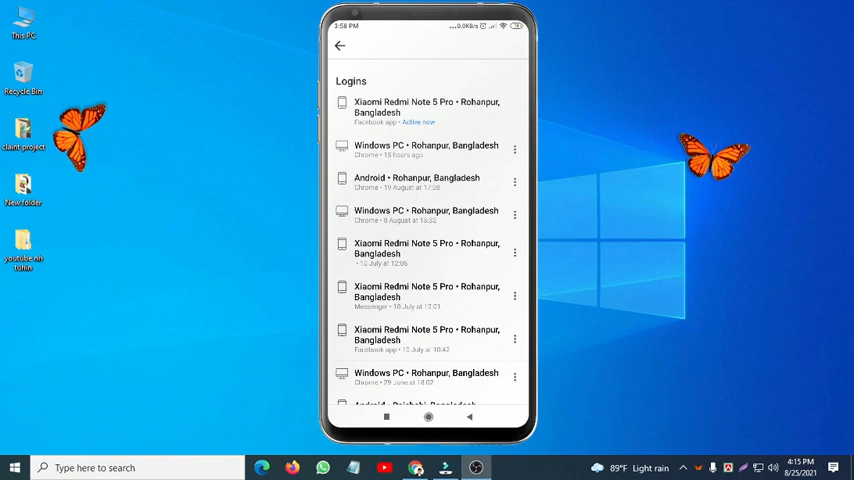 This PC
Recycle Bin
claint project
New folder
youtube nh
tuhin
3:58 PM
...0.0KB/s
Logins
Xiaomi Redmi Note 5 Pro • Rohanpur,
Bangladesh
Facebook app • Active now
Windows PC • Rohanpur, Bangladesh
Chrome • 15 hours ago
Android • Rohanpur, Bangladesh
Chrome • 19 August at 17:08
Windows PC • Rohanpur, Bangladesh
Chrome • 8 August at 15:32
Xiaomi Redmi Note 5 Pro • Rohanpur,
Bangladesh
• 10 July at 12:06
Xiaomi Redmi Note 5 Pro • Rohanpur,
Bangladesh
Messenger • 10 July at 12:01
Xiaomi Redmi Note 5 Pro • Rohanpur,
Bangladesh
Facebook app • 10 July at 10:42
Windows PC • Rohanpur, Bangladesh
Chrome • 29 June at 18:02
Type here to search
89°F Light rain
4:15 PM
8/25/2021